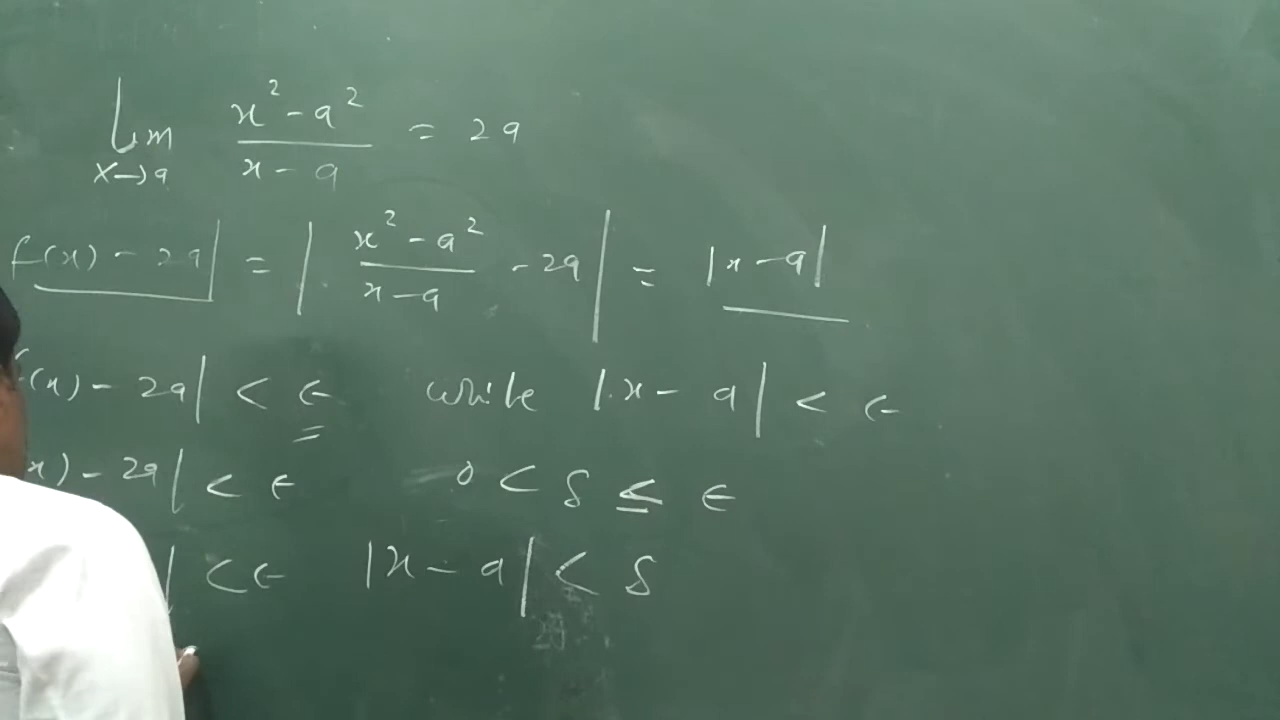 Lim x→a x² - a² / x - a = 2a
f(x) - 2a| = | x² - a² / x - a - 2a | = |x - a|
f(x) - 2a| < ϵ while |x - a| < ϵ
x) - 2a| < ϵ 0 < δ ≤ ϵ
| < ϵ |x - a| < δ